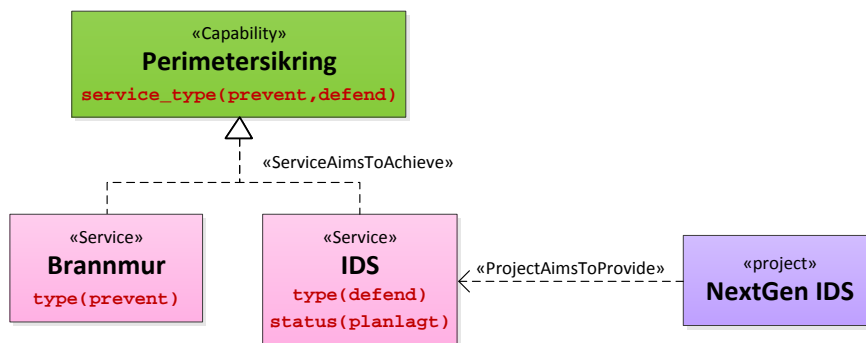 «Capability»
Perimetersikring
service_type(prevent,defend)
«ServiceAimsToAchieve»
«Service»
Brannmur
type(prevent)
«Service»
IDS
type(defend)
status(planlagt)
«ProjectAimsToProvide»
«project»
NextGen IDS